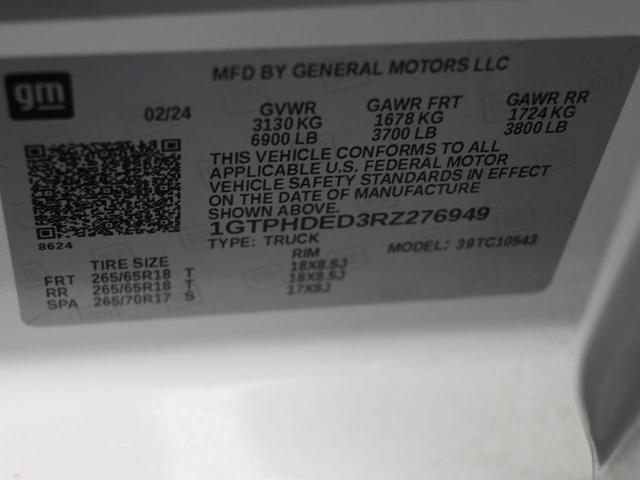 gm
MFD BY GENERAL MOTORS LLC
02/24 GVWR GAWR FRT GAWR RR
3130 KG 1678 KG 1724 KG
6900 LB 3700 LB 3800 LB
THIS VEHICLE CONFORMS TO ALL
APPLICABLE U.S. FEDERAL MOTOR
VEHICLE SAFETY STANDARDS IN EFFECT
ON THE DATE OF MANUFACTURE
SHOWN ABOVE.
8624
1GTPHDED3RZ276949
TYPE: TRUCK MODEL: 39TC10543
TIRE SIZE RIM
FRT 265/65R18 T 18X8.5J
RR 265/65R18 T 18X8.5J
SPA 265/70R17 S 17X8J